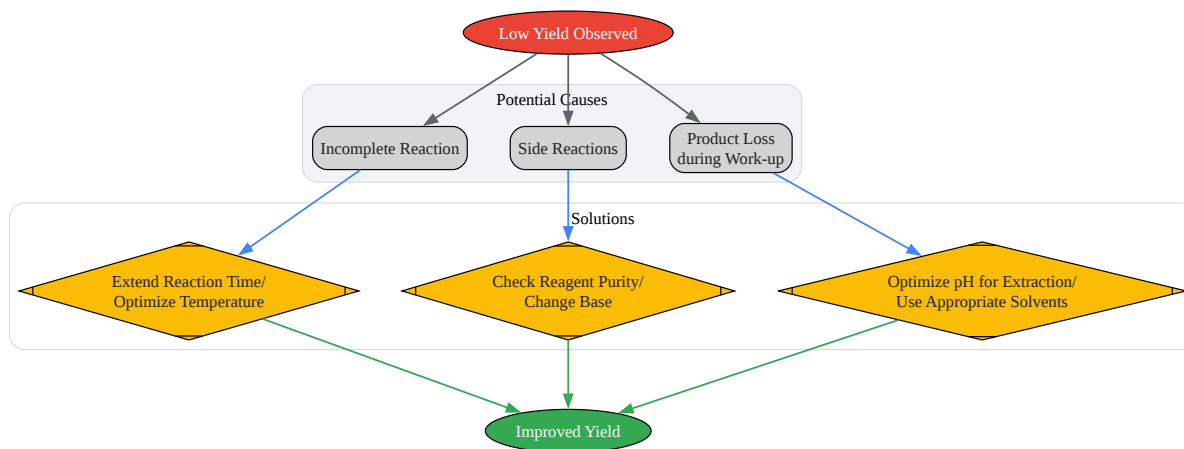 Low Yield Observed
Potential Causes
Incomplete Reaction
Side Reactions
Product Loss
during Work-up
Solutions
Extend Reaction Time/
Optimize Temperature
Check Reagent Purity/
Change Base
Optimize pH for Extraction/
Use Appropriate Solvents
Improved Yield